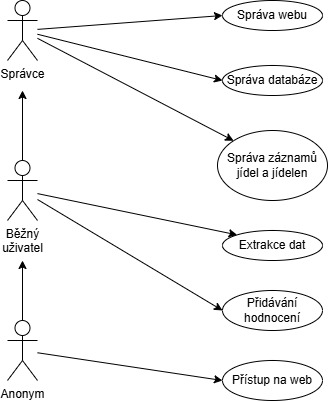 Správa webu
Správce
Správa databáze
Správa záznamů
jídel a jídelen
Běžný
uživatel
Extrakce dat
Přidávání
hodnocení
Anonym
Přístup na web